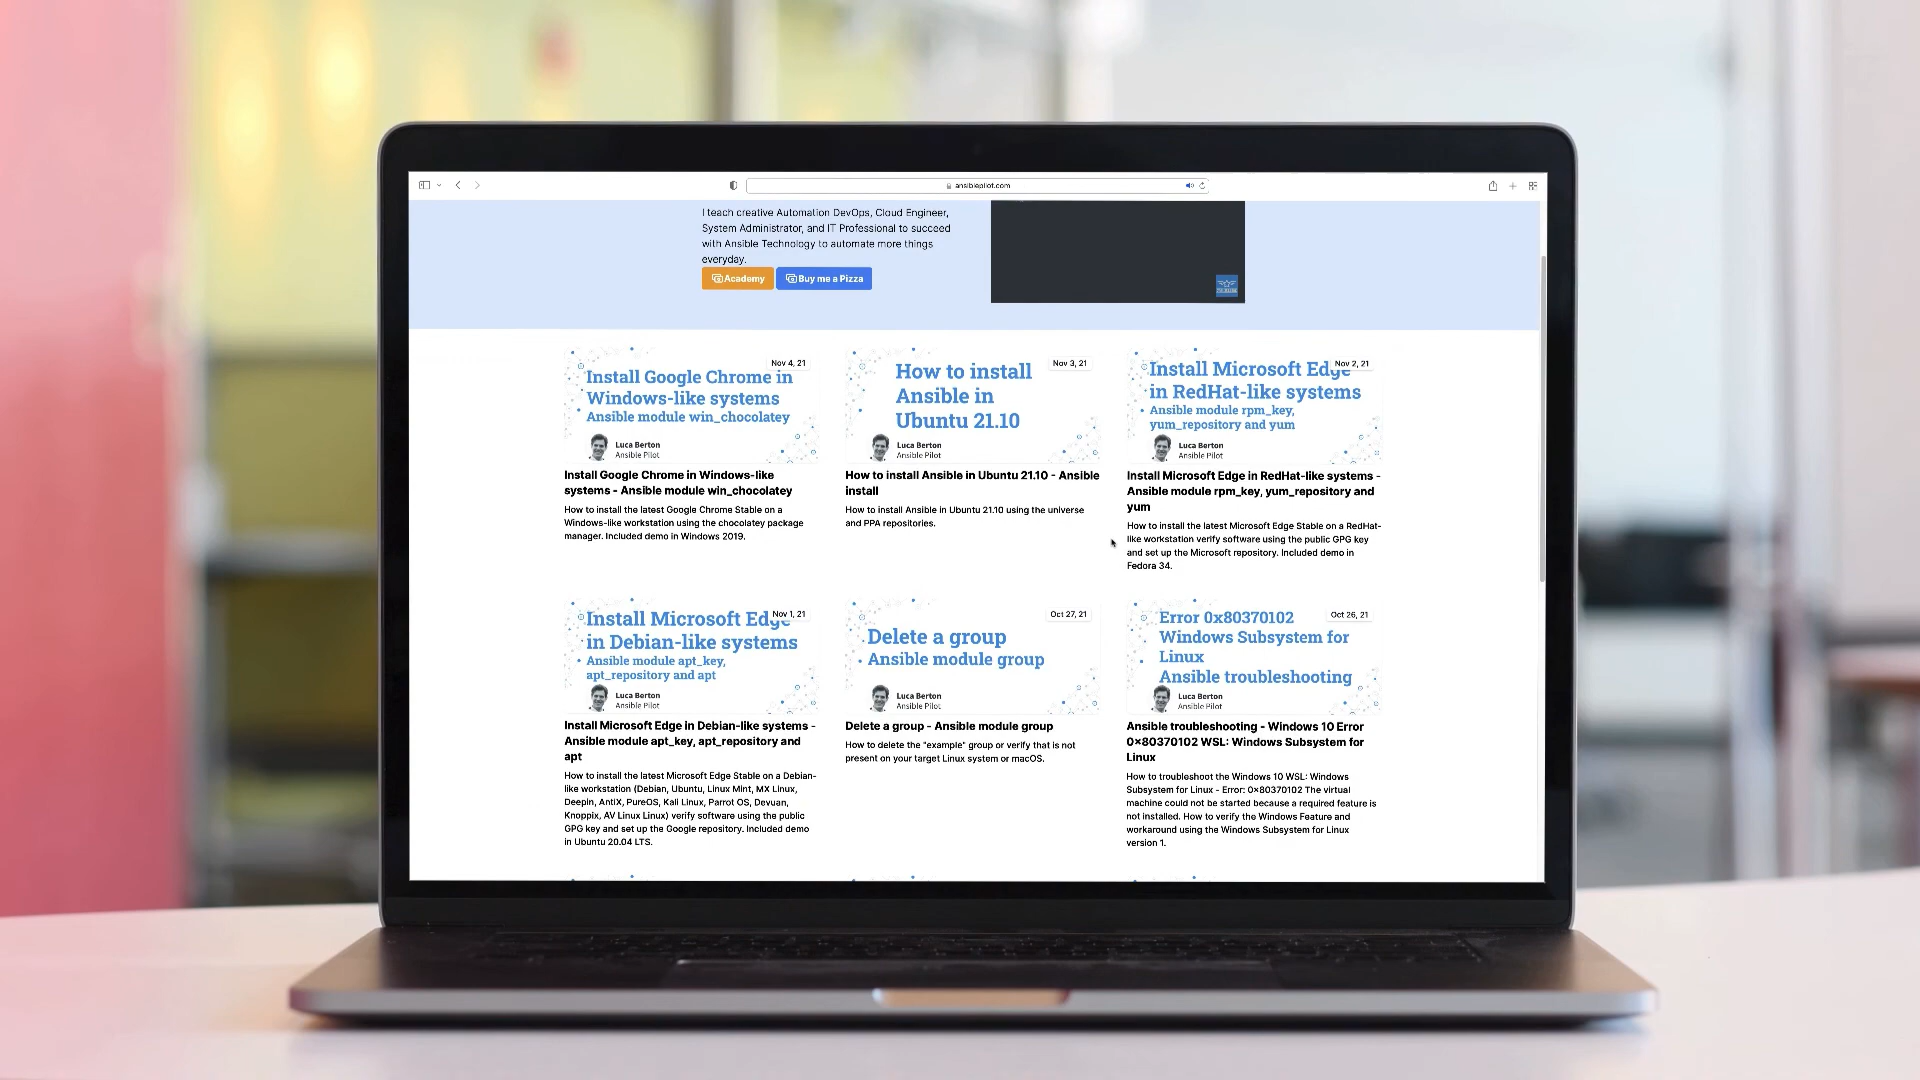 ansiblepilot.com
I teach creative Automation DevOps, Cloud Engineer,
System Administrator, and IT Professional to succeed
with Ansible Technology to automate more things
everyday.
Academy
Buy me a Pizza
Nov 4, 21
Install Google Chrome in
Windows-like systems
Ansible module win_chocolatey
Luca Berton
Ansible Pilot
Install Google Chrome in Windows-like
systems - Ansible module win_chocolatey
How to install the latest Google Chrome Stable on a
Windows-like workstation using the chocolatey package
manager. Included demo in Windows 2019.
Nov 3, 21
How to install
Ansible in
Ubuntu 21.10
Luca Berton
Ansible Pilot
How to install Ansible in Ubuntu 21.10 - Ansible
install
How to install Ansible in Ubuntu 21.10 using the universe
and PPA repositories.
Nov 2, 21
Install Microsoft Edge
in RedHat-like systems
Ansible module rpm_key,
yum_repository and yum
Luca Berton
Ansible Pilot
Install Microsoft Edge in RedHat-like systems -
Ansible module rpm_key, yum_repository and
yum
How to install the latest Microsoft Edge Stable on a RedHat-
like workstation verify software using the public GPG key
and set up the Microsoft repository. Included demo in
Fedora 34.
Nov 1, 21
Install Microsoft Edge
in Debian-like systems
Ansible module apt_key,
apt_repository and apt
Luca Berton
Ansible Pilot
Install Microsoft Edge in Debian-like systems -
Ansible module apt_key, apt_repository and
apt
How to install the latest Microsoft Edge Stable on a Debian-
like workstation (Debian, Ubuntu, Linux Mint, MX Linux,
Deepin, AntiX, PureOS, Kali Linux, Parrot OS, Devuan,
Knoppix, AV Linux Linux) verify software using the public
GPG key and set up the Google repository. Included demo
in Ubuntu 20.04 LTS.
Oct 27, 21
Delete a group
Ansible module group
Luca Berton
Ansible Pilot
Delete a group - Ansible module group
How to delete the "example" group or verify that is not
present on your target Linux system or macOS.
Oct 26, 21
Error 0x80370102
Windows Subsystem for
Linux
Ansible troubleshooting
Luca Berton
Ansible Pilot
Ansible troubleshooting - Windows 10 Error
0x80370102 WSL: Windows Subsystem for
Linux
How to troubleshoot the Windows 10 WSL: Windows
Subsystem for Linux - Error: 0x80370102 The virtual
machine could not be started because a required feature is
not installed. How to verify the Windows Feature and
workaround using the Windows Subsystem for Linux
version 1.